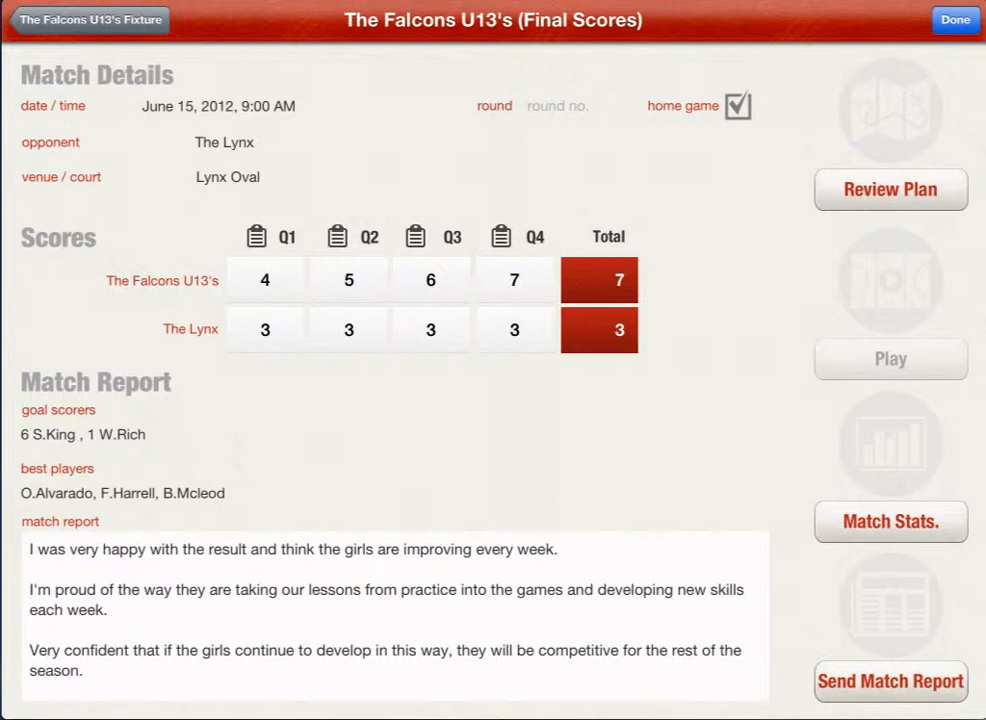 The Falcons U13's Fixture
The Falcons U13's (Final Scores)
Done
Match Details
date / time June 15, 2012, 9:00 AM round round no. home game
opponent The Lynx
venue / court Lynx Oval
Review Plan
Scores Q1 Q2 Q3 Q4 Total
The Falcons U13's 4 5 6 7 7
The Lynx 3 3 3 3 3
Play
Match Report
goal scorers
6 S.King , 1 W.Rich
best players
O.Alvarado, F.Harrell, B.Mcleod
match report
I was very happy with the result and think the girls are improving every week.
I'm proud of the way they are taking our lessons from practice into the games and developing new skills
each week.
Very confident that if the girls continue to develop in this way, they will be competitive for the rest of the
season.
Match Stats.
Send Match Report